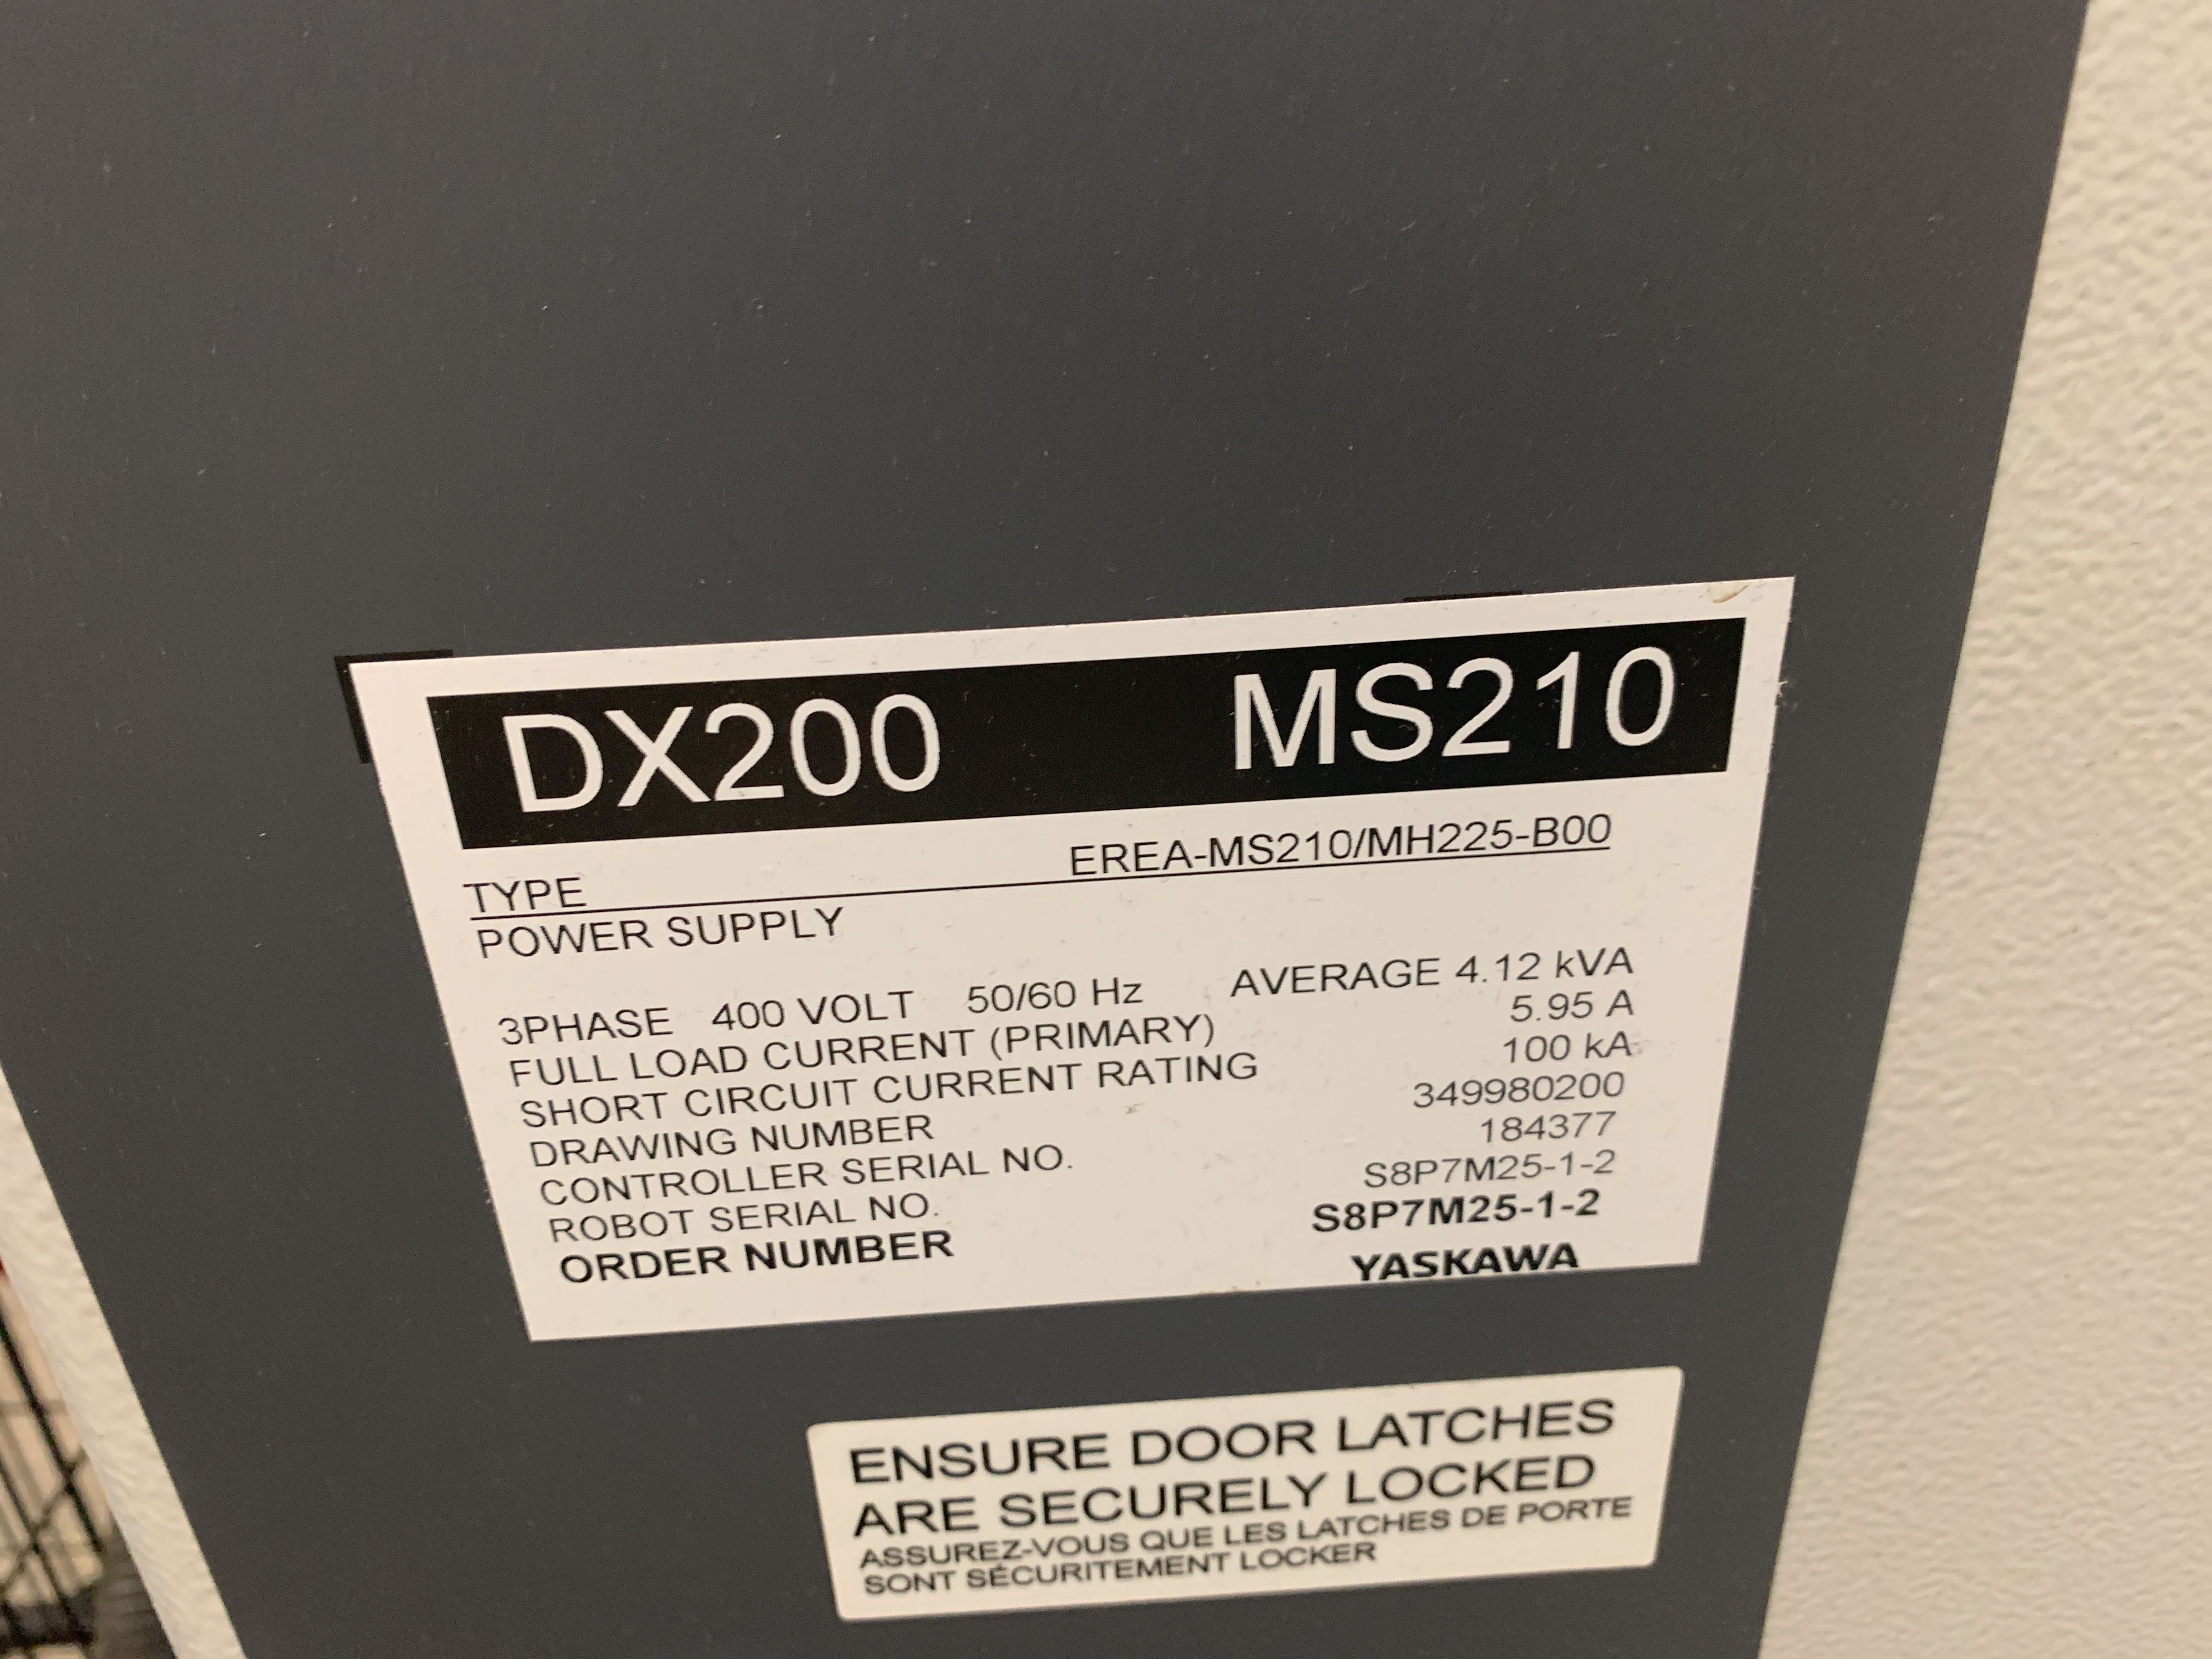 DX200 MS210
TYPE EREA-MS210/MH225-B00
POWER SUPPLY
3PHASE 400 VOLT 50/60 Hz AVERAGE 4.12 kVA
FULL LOAD CURRENT (PRIMARY) 5.95 A
SHORT CIRCUIT CURRENT RATING 100 kA
DRAWING NUMBER 349980200
CONTROLLER SERIAL NO. 184377
ROBOT SERIAL NO. S8P7M25-1-2
ORDER NUMBER S8P7M25-1-2
YASKAWA
ENSURE DOOR LATCHES
ARE SECURELY LOCKED
ASSUREZ-VOUS QUE LES LATCHES DE PORTE
SONT SÉCURITEMENT LOCKER